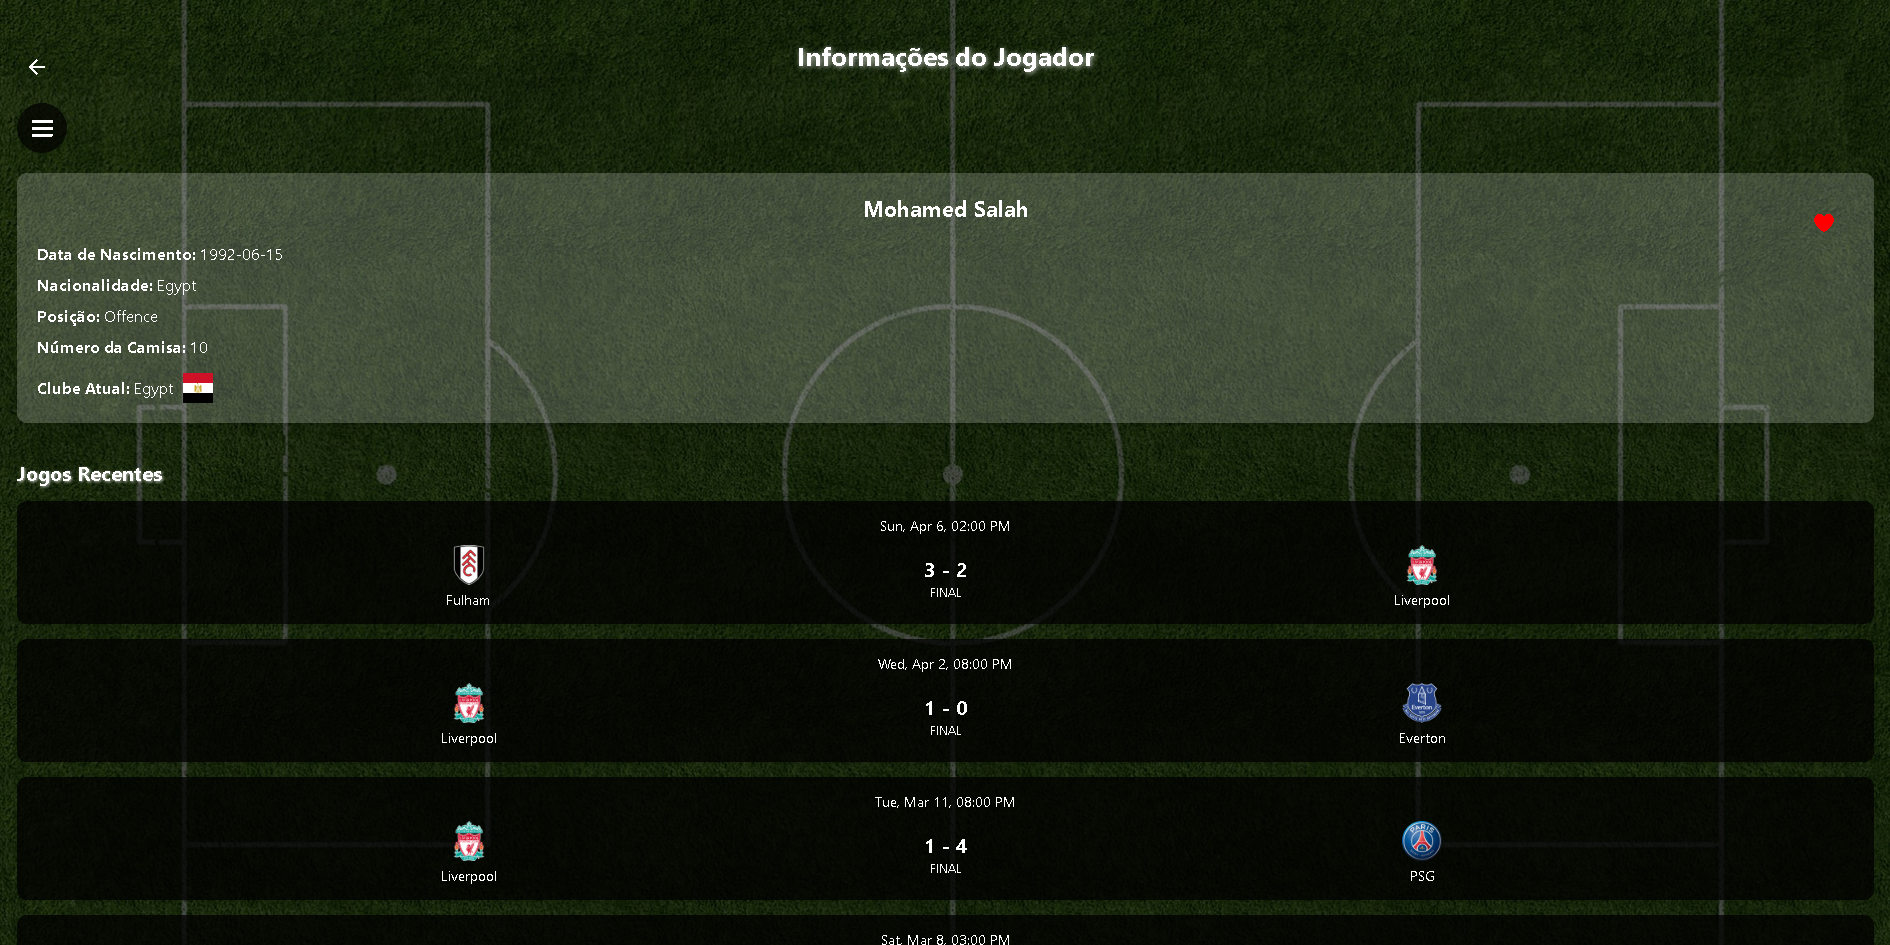 Informações do Jogador
Mohamed Salah
Data de Nascimento: 1992-06-15
Nacionalidade: Egypt
Posição: Offence
Número da Camisa: 10
Clube Atual: Egypt
Jogos Recentes
Sun, Apr 6, 02:00 PM
3 - 2
FINAL
Fulham
Liverpool
Wed, Apr 2, 08:00 PM
1 - 0
FINAL
Liverpool
Everton
Tue, Mar 11, 08:00 PM
1 - 4
FINAL
Liverpool
PSG
Sat, Mar 8, 03:00 PM